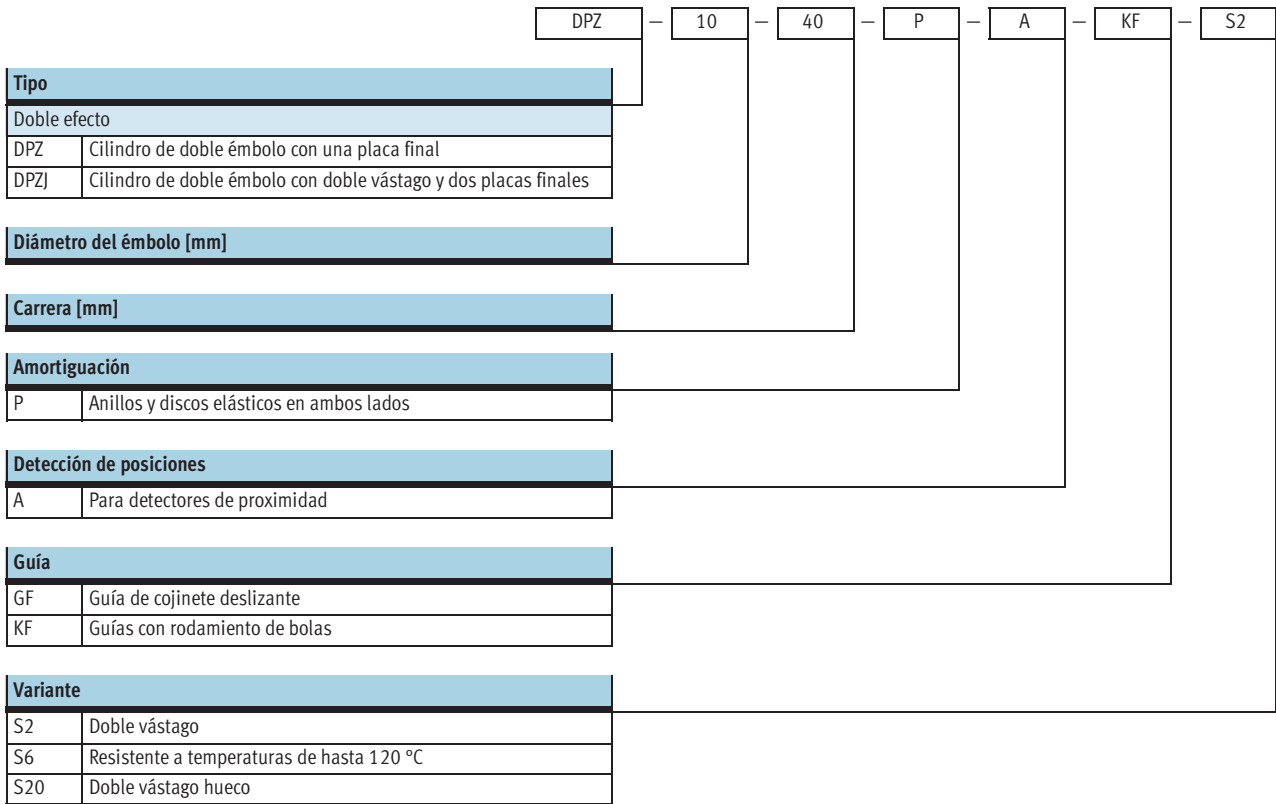 DPZ — 10 — 40 — P — A — KF — S2
Tipo
Doble efecto
DPZ Cilindro de doble émbolo con una placa final
DPZJ Cilindro de doble émbolo con doble vástago y dos placas finales
Diámetro del émbolo [mm]
Carrera [mm]
Amortiguación
P Anillos y discos elásticos en ambos lados
Detección de posiciones
A Para detectores de proximidad
Guía
GF Guía de cojinete deslizante
KF Guías con rodamiento de bolas
Variante
S2 Doble vástago
S6 Resistente a temperaturas de hasta 120 °C
S20 Doble vástago hueco